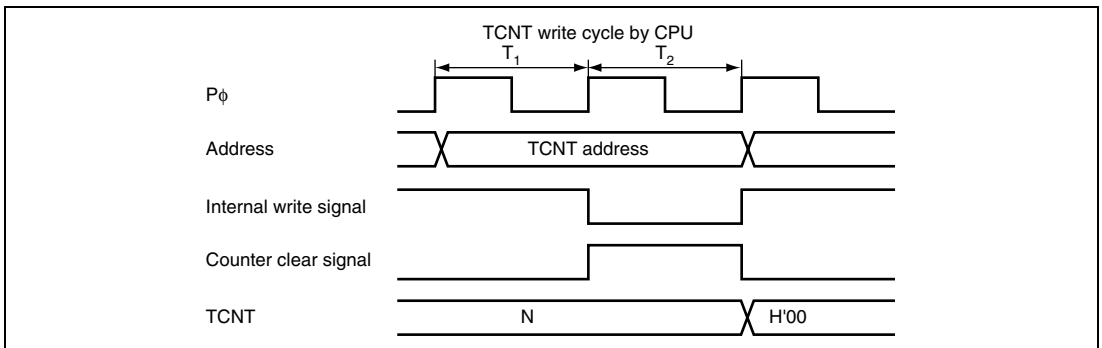 TCNT write cycle by CPU
T1 T2
Pϕ
Address TCNT address
Internal write signal
Counter clear signal
TCNT N H'00